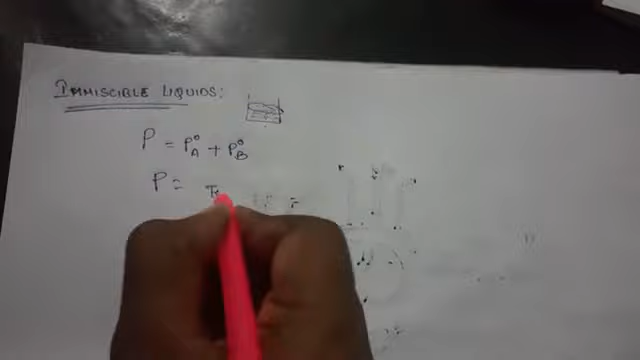 IMMISCIBLE LIQUIDS:
P = P°A + P°B
P =